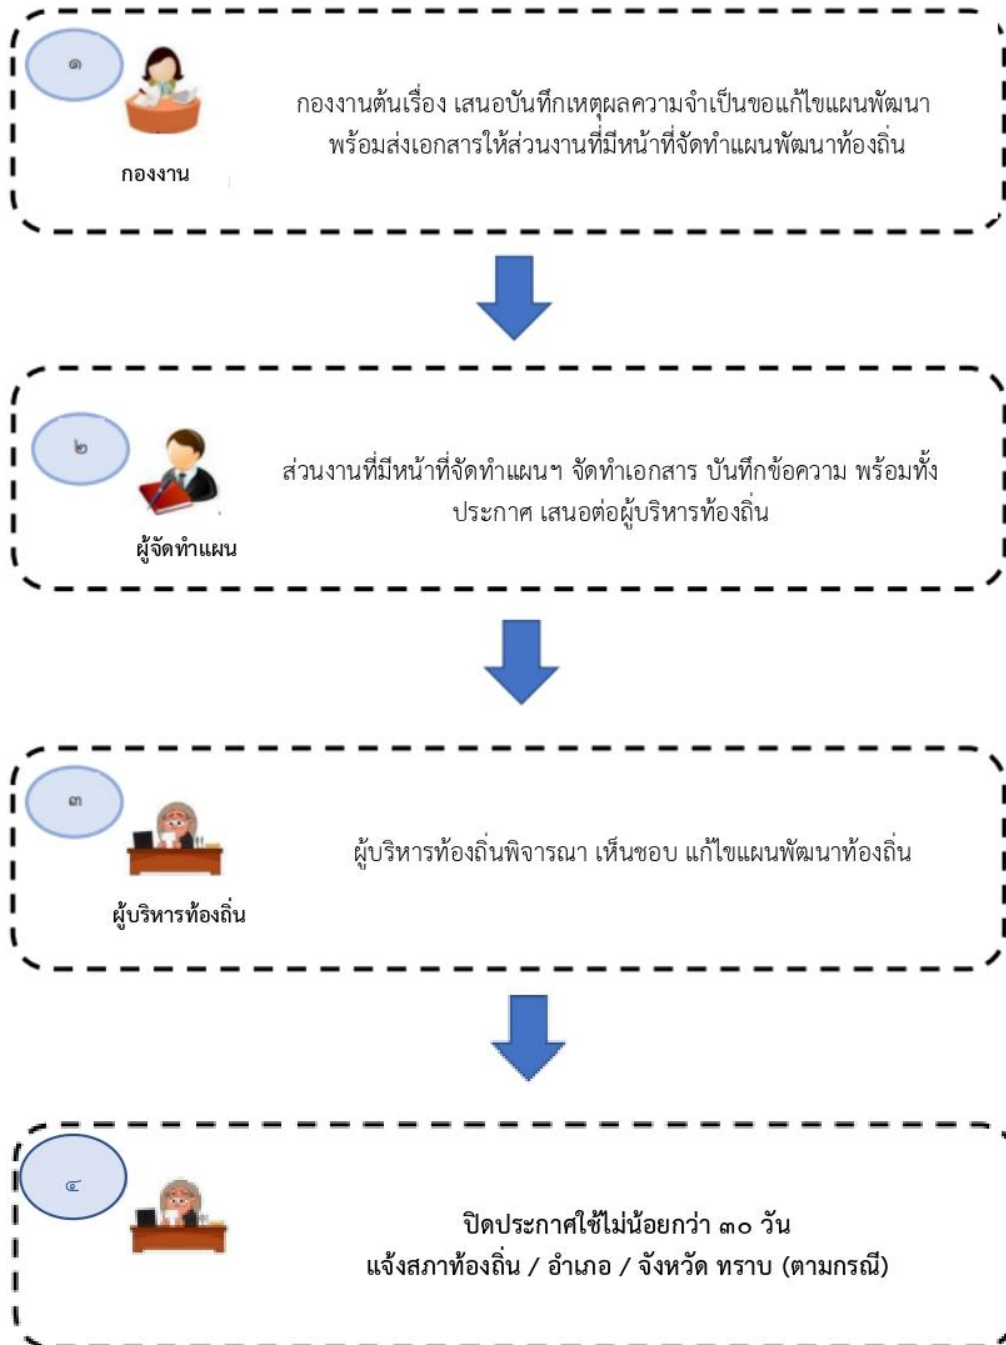 ๑
กองงาน
กองงานต้นเรื่อง เสนอบันทึกเหตุผลความจำเป็นขอแก้ไขแผนพัฒนา
พร้อมส่งเอกสารให้ส่วนงานที่มีหน้าที่จัดทำแผนพัฒนาท้องถิ่น
๒
ผู้จัดทำแผน
ส่วนงานที่มีหน้าที่จัดทำแผนฯ จัดทำเอกสาร บันทึกข้อความ พร้อมทั้ง
ประกาศ เสนอต่อผู้บริหารท้องถิ่น
๓
ผู้บริหารท้องถิ่น
ผู้บริหารท้องถิ่นพิจารณา เห็นชอบ แก้ไขแผนพัฒนาท้องถิ่น
๔
ปิดประกาศใช้ไม่น้อยกว่า ๓๐ วัน
แจ้งสภาท้องถิ่น / อำเภอ / จังหวัด ทราบ (ตามกรณี)